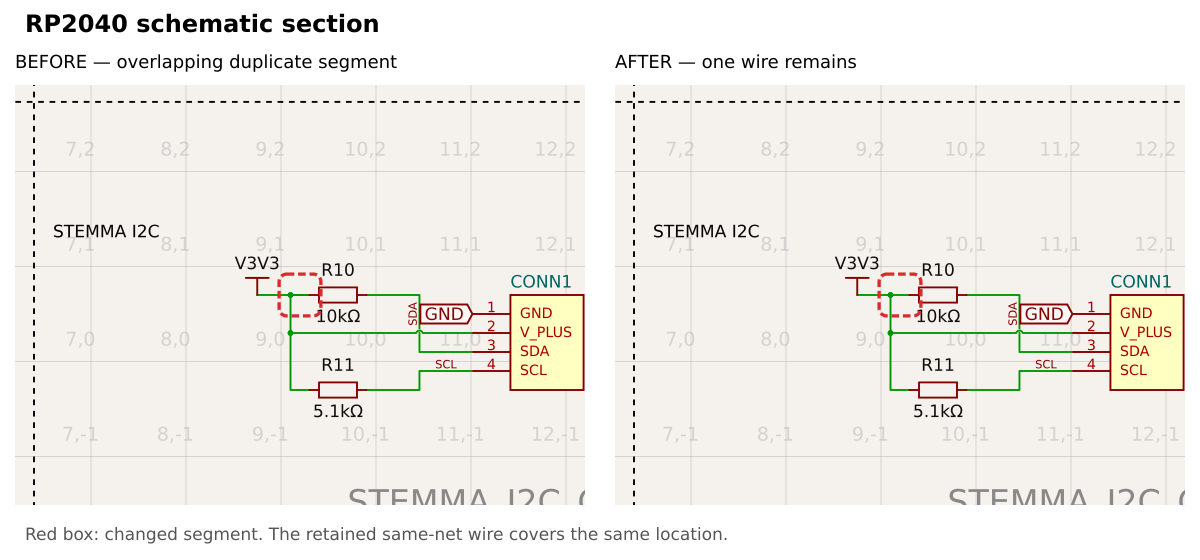 RP2040 schematic section
BEFORE — overlapping duplicate segment
7,2 8,2 9,2 10,2 11,2 12,2
STEMMA I2C
7,1 8,1 9,1 10,1 11,1 12,1
V3V3 R10
CONN1
SDA GND 1 GND
10kΩ 2 V_PLUS
7,0 8,0 9,0 11,0 3 SDA
R11 SCL 4 SCL
5.1kΩ
7,-1 8,-1 9,-1 10,-1 11,-1 12,-1
STEMMA I2C
AFTER — one wire remains
7,2 8,2 9,2 10,2 11,2 12,2
STEMMA I2C
7,1 8,1 9,1 10,1 11,1 12,1
V3V3 R10
CONN1
SDA GND 1 GND
10kΩ 2 V_PLUS
7,0 8,0 9,0 11,0 3 SDA
R11 SCL 4 SCL
5.1kΩ
7,-1 8,-1 9,-1 10,-1 11,-1 12,-1
STEMMA I2C
Red box: changed segment. The retained same-net wire covers the same location.